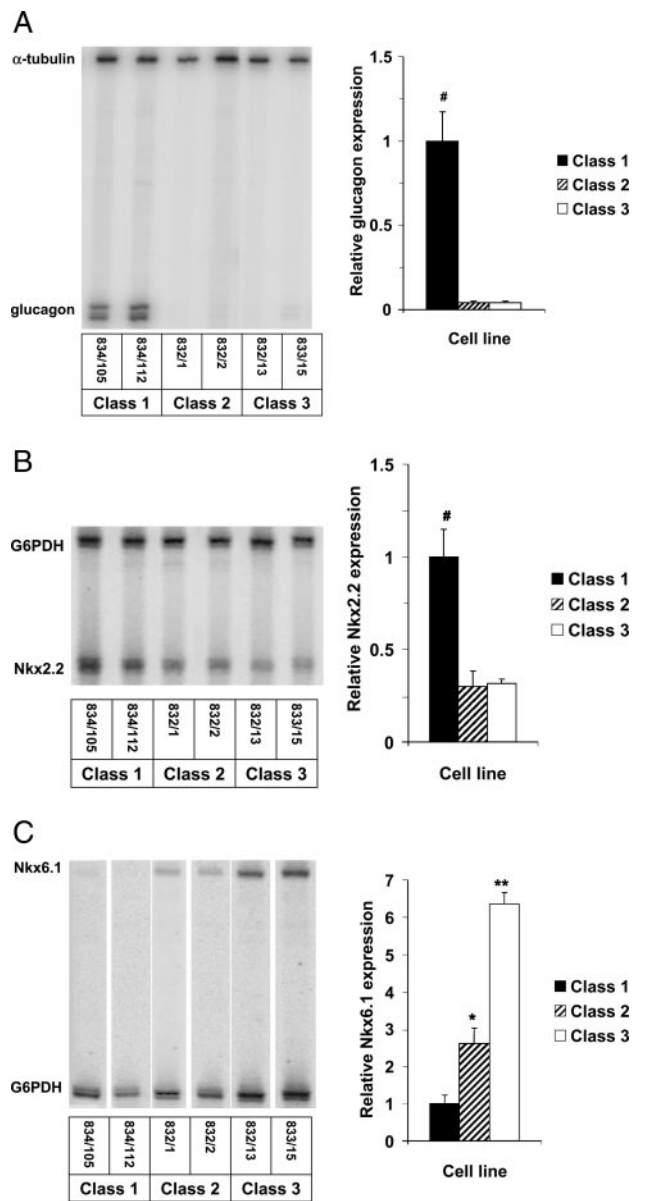 A
α-tubulin
glucagon
834/105
834/112
832/1
832/2
832/13
833/15
Class 1
Class 2
Class 3
Relative glucagon expression
1.5
1
0.5
0
#
Cell line
Class 1
Class 2
Class 3
B
G6PDH
Nkx2.2
834/105
834/112
832/1
832/2
832/13
833/15
Class 1
Class 2
Class 3
Relative Nkx2.2 expression
1.5
1
0.5
0
#
Cell line
Class 1
Class 2
Class 3
C
Nkx6.1
G6PDH
834/105
834/112
832/1
832/2
832/13
833/15
Class 1
Class 2
Class 3
Relative Nkx6.1 expression
7
6
5
4
3
2
1
0
*
**
Cell line
Class 1
Class 2
Class 3